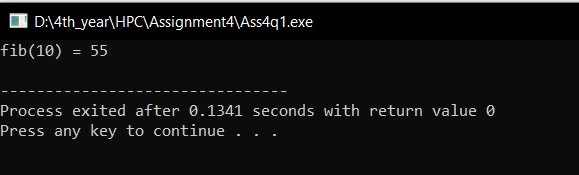 D:\4th_year\HPC\Assignment4\Ass4q1.exe
fib(10) = 55
--------------------------------
Process exited after 0.1341 seconds with return value 0
Press any key to continue . . .